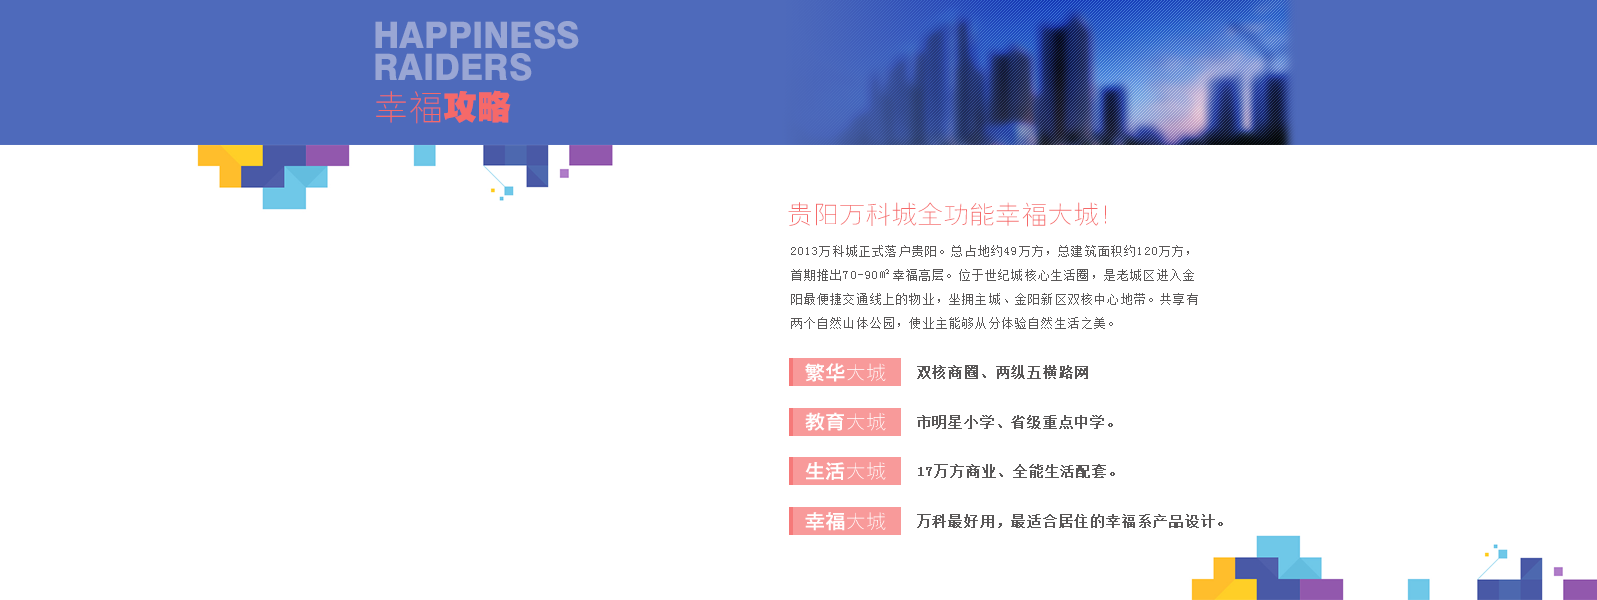 HAPPINESS
RAIDERS
幸福攻略
贵阳万科城全功能幸福大城!
2013万科城正式落户贵阳。总占地约49万方，总建筑面积约120万方，
首期推出70-90㎡幸福高层。位于世纪城核心生活圈，是老城区进入金
阳最便捷交通线上的物业，坐拥主城、金阳新区双核中心地带。共享有
两个自然山体公园，使业主能够从分体验自然生活之美。
繁华大城 双核商圈、两纵五横路网
教育大城 市明星小学、省级重点中学。
生活大城 17万方商业、全能生活配套。
幸福大城 万科最好用，最适合居住的幸福系产品设计。